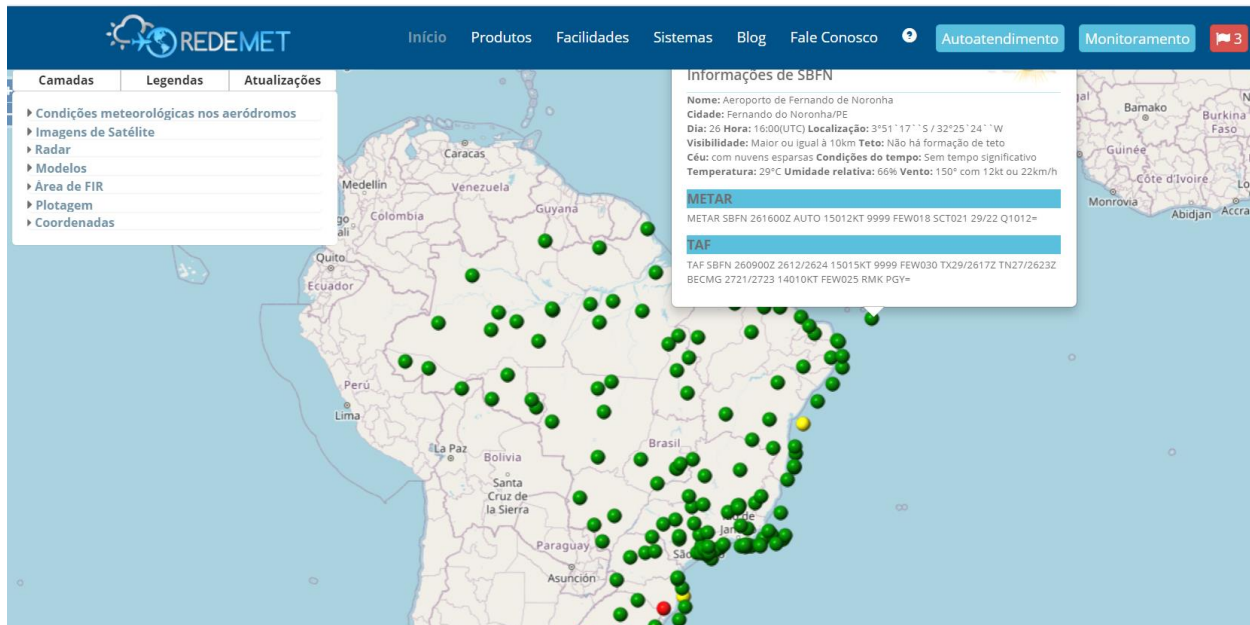 REDEMET
Início Produtos Facilidades Sistemas Blog Fale Conosco ? Autoatendimento Monitoramento 3
Camadas Legendas Atualizações
Condições meteorológicas nos aeródromos
Imagens de Satélite
Radar
Modelos
Área de FIR
Plotagem
Coordenadas
Informações de SBFN
Nome: Aeroporto de Fernando de Noronha
Cidade: Fernando do Noronha/PE
Dia: 26 Hora: 16:00(UTC) Localização: 3°51`17``S / 32°25`24``W
Visibilidade: Maior ou igual à 10km Teto: Não há formação de teto
Céu: com nuvens esparsas Condições do tempo: Sem tempo significativo
Temperatura: 29°C Umidade relativa: 66% Vento: 150° com 12kt ou 22km/h
METAR
METAR SBFN 261600Z AUTO 15012KT 9999 FEW018 SCT021 29/22 Q1012=
TAF
TAF SBFN 260900Z 2612/2624 15015KT 9999 FEW030 TX29/2617Z TN27/2623Z
BECMG 2721/2723 14010KT FEW025 RMK PGY=
Caracas
Medellín
Venezuela
Guyana
Colombia
Quito
Ecuador
Perú
Lima
La Paz
Bolivia
Santa
Cruz de
la Sierra
Brasil
Paraguay
Asunción
Bamako
Burkina
Faso
Guinée
Côte d'Ivoire
Monrovia
Abidjan
Accra